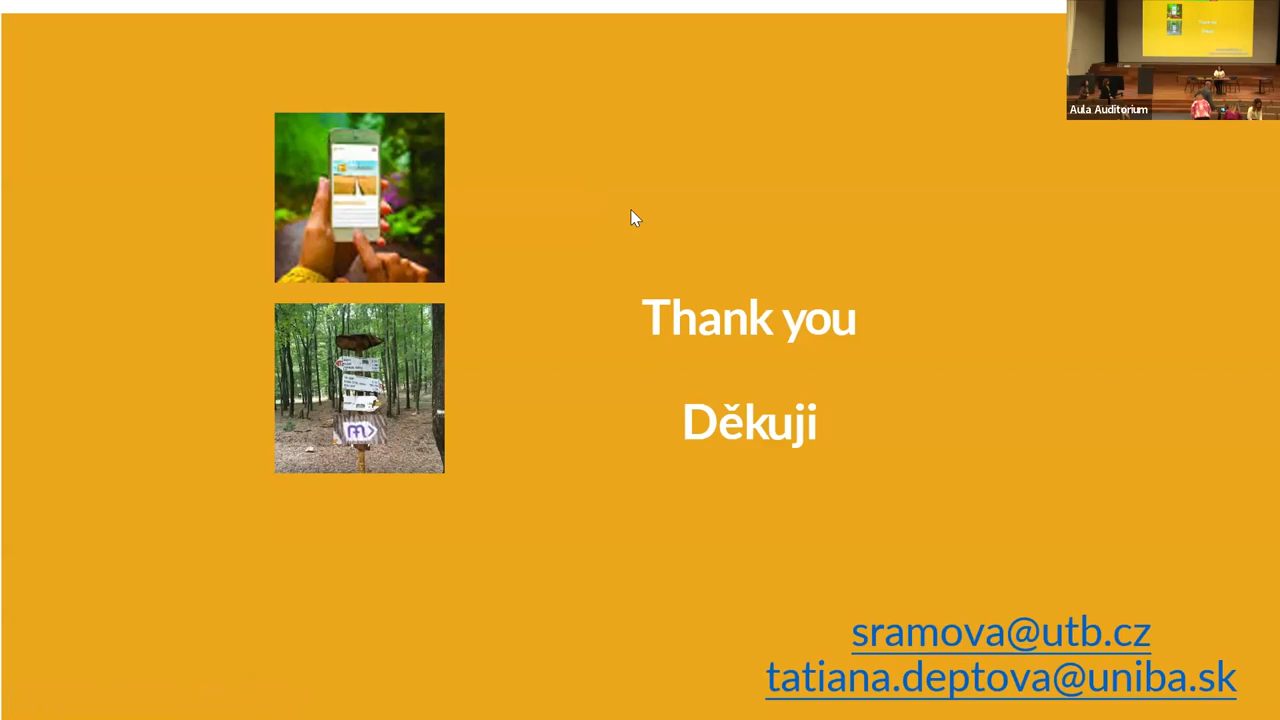 Aula Auditorium
Thank you
Děkuji
sramova@utb.cz
tatiana.deptova@uniba.sk